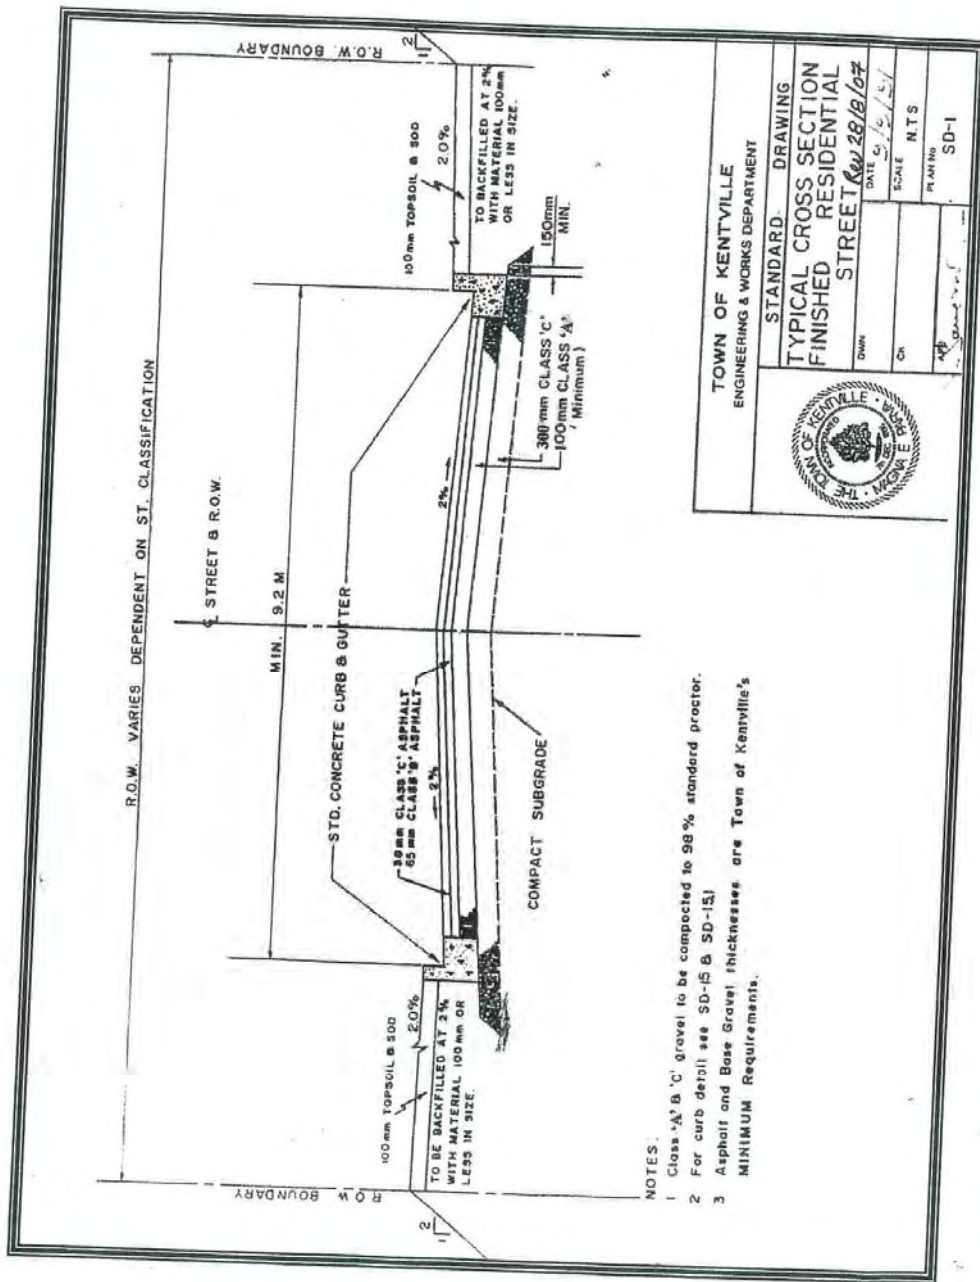 R.O.W. VARIES DEPENDENT ON ST. CLASSIFICATION
R.O.W. BOUNDARY
R.O.W. BOUNDARY
2
1
2
1
℄ STREET & R.O.W.
MIN. 9.2 M
100mm TOPSOIL & SOD
2.0%
TO BE BACKFILLED AT 2%
WITH MATERIAL 100mm OR
LESS IN SIZE.
STD. CONCRETE CURB & GUTTER
CLASS 'C' ASPHALT
65mm CLASS 'B' ASPHALT
2%
2%
100mm TOPSOIL & SOD
2.0%
TO BACKFILLED AT 2%
WITH MATERIAL 100mm
OR LESS IN SIZE.
150mm
MIN.
300mm CLASS 'C'
100mm CLASS 'A'
( Minimum )
COMPACT SUBGRADE
NOTES:
1 Class 'A' & 'C' gravel to be compacted to 98% standard proctor.
2 For curb detail see SD-15 & SD-15.1
3 Asphalt and Base Gravel thicknesses are Town of Kentville's
MINIMUM Requirements.
TOWN OF KENTVILLE
ENGINEERING & WORKS DEPARTMENT
STANDARD DRAWING
TYPICAL CROSS SECTION
FINISHED RESIDENTIAL
STREET Rev 28/8/07
THE TOWN OF KENTVILLE
MAGNA E PARVA
INCORPORATED
DWN
CK
APP
DATE
SCALE N.T.S
PLAN No SD-1